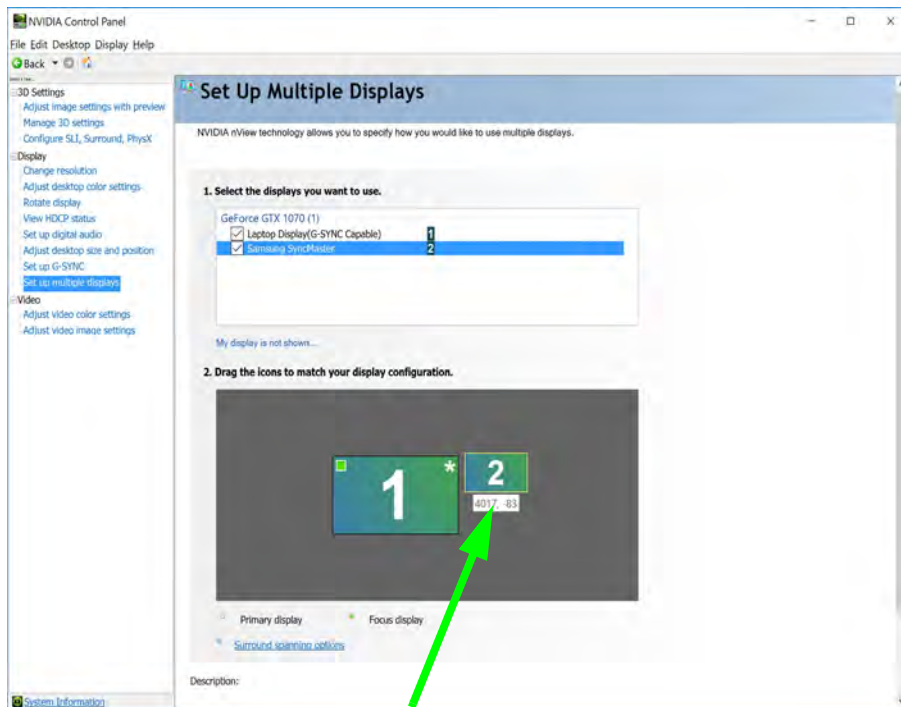 NVIDIA Control Panel
File Edit Desktop Display Help
Back
3D Settings
Adjust image settings with preview
Manage 3D settings
Configure SLI, Surround, PhysX
Display
Change resolution
Adjust desktop color settings
Rotate display
View HDCP status
Set up digital audio
Adjust desktop size and position
Set up G-SYNC
Set up multiple displays
Video
Adjust video color settings
Adjust video image settings
System Information
Set Up Multiple Displays
NVIDIA nView technology allows you to specify how you would like to use multiple displays.
1. Select the displays you want to use.
GeForce GTX 1070 (1)
Laptop Display(G-SYNC Capable) 1
Samsung SyncMaster 2
My display is not shown...
2. Drag the icons to match your display configuration.
1 *
2
4017, -83
Primary display * Focus display
Surround spanning options
Description: